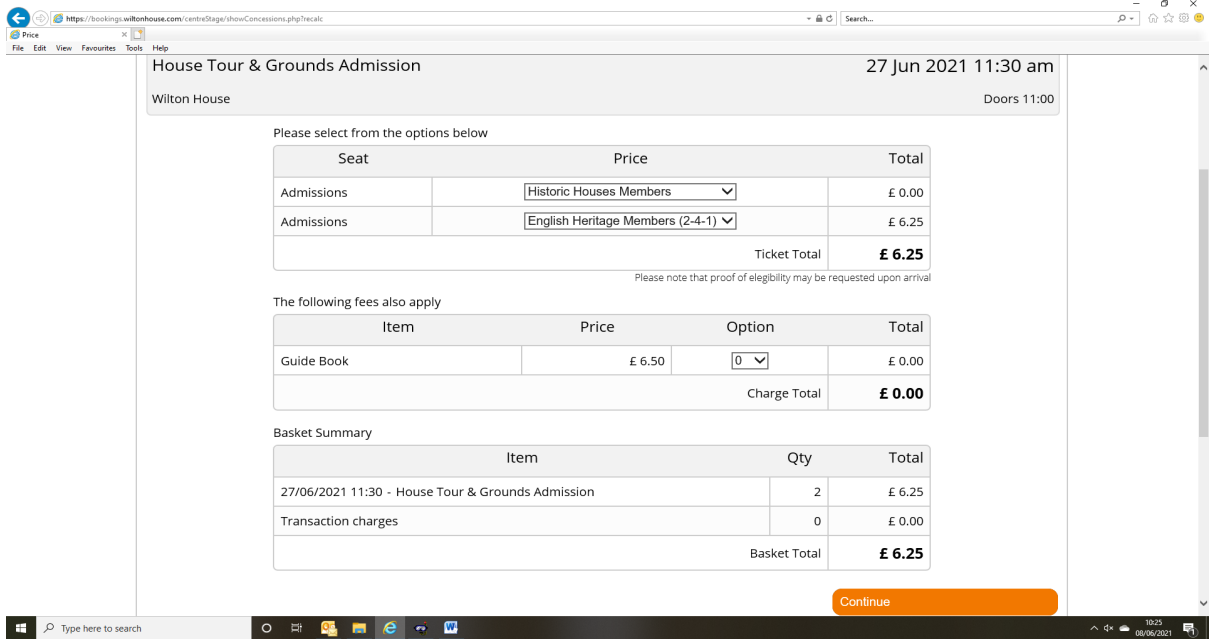 https://bookings.wiltonhouse.com/centreStage/showConcessions.php?recalc
Search...
Price
File Edit View Favourites Tools Help
House Tour & Grounds Admission 27 Jun 2021 11:30 am
Wilton House Doors 11:00
Please select from the options below
Seat Price Total
Admissions Historic Houses Members £ 0.00
Admissions English Heritage Members (2-4-1) £ 6.25
Ticket Total £ 6.25
Please note that proof of elegibility may be requested upon arrival
The following fees also apply
Item Price Option Total
Guide Book £ 6.50 0 £ 0.00
Charge Total £ 0.00
Basket Summary
Item Qty Total
27/06/2021 11:30 - House Tour & Grounds Admission 2 £ 6.25
Transaction charges 0 £ 0.00
Basket Total £ 6.25
Continue
Type here to search
10:25
08/06/2021